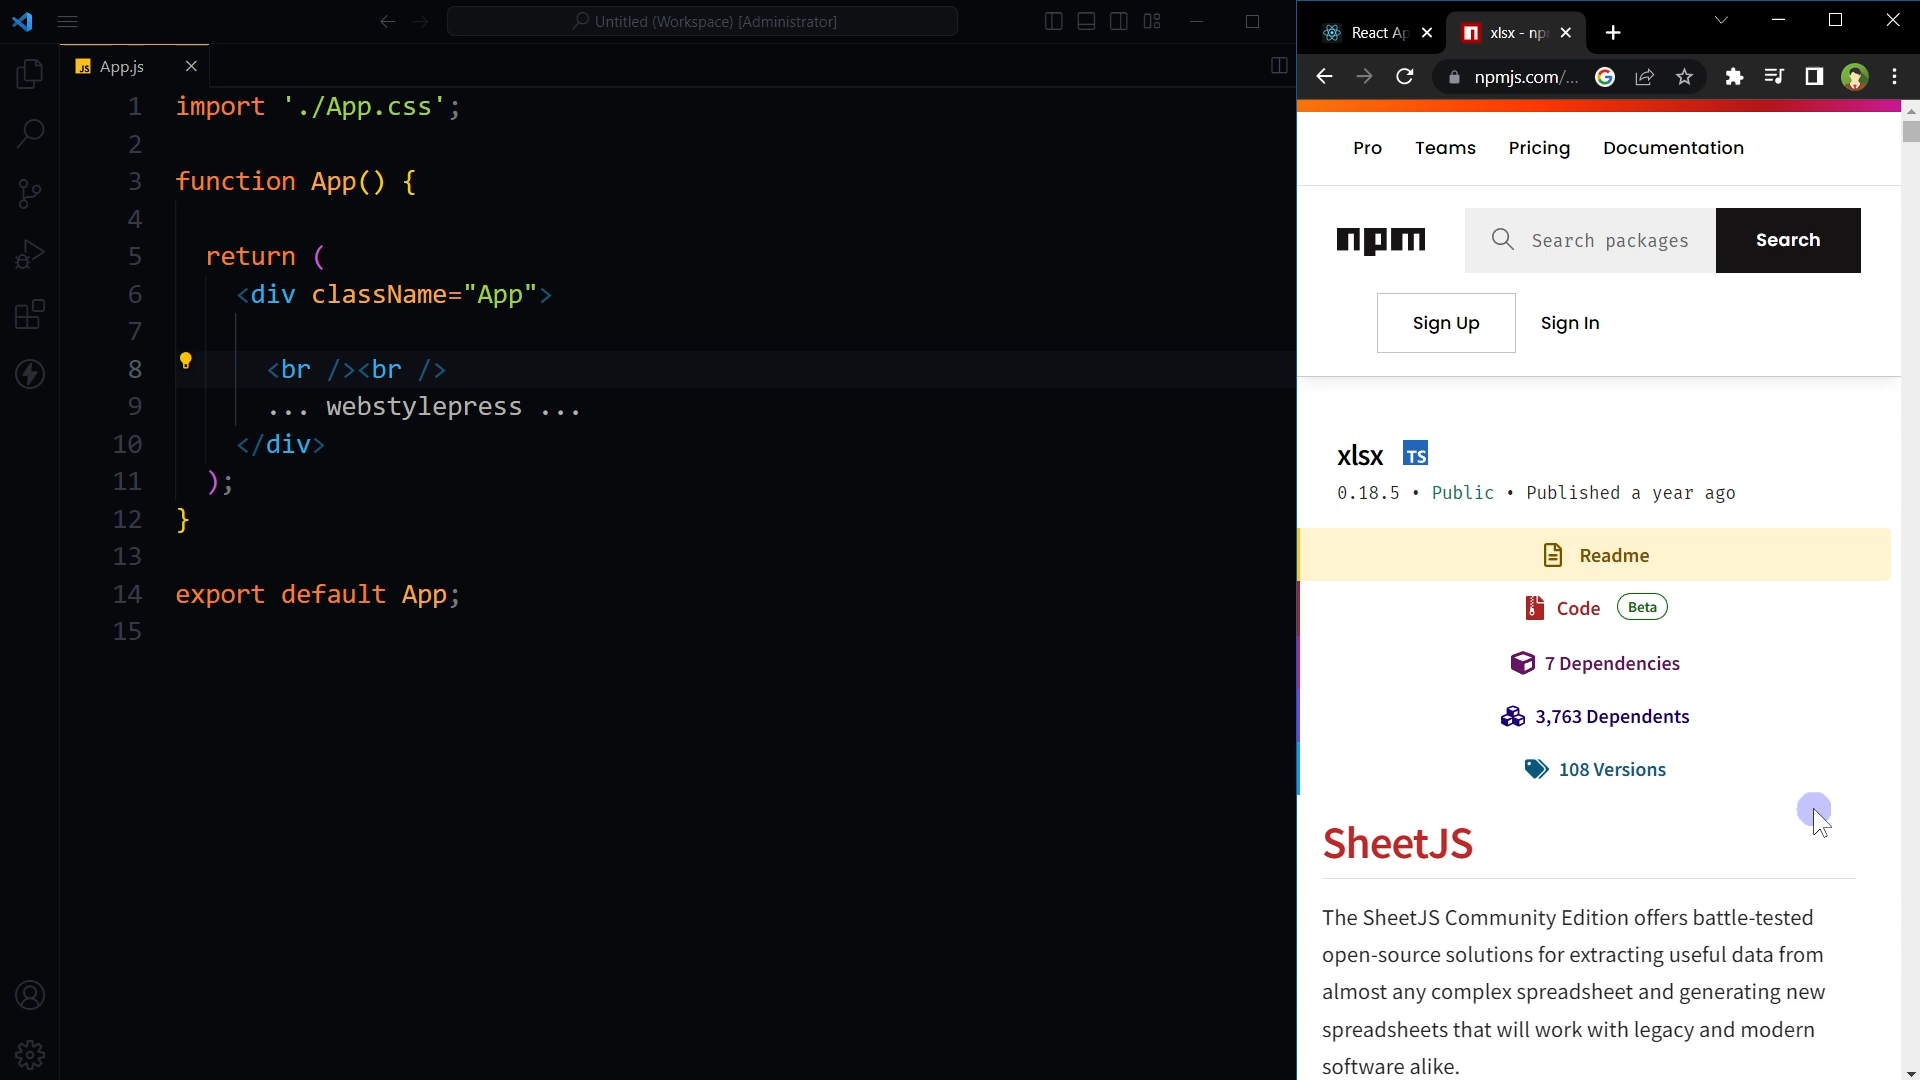 Untitled (Workspace) [Administrator]
JS App.js
1 import './App.css';
2
3 function App() {
4
5 return (
6 <div className="App">
7
8 <br /><br />
9 ... webstylepress ...
10 </div>
11 );
12 }
13
14 export default App;
15
React Ap
xlsx - np
npmjs.com/...
Pro Teams Pricing Documentation
npm
Search packages
Search
Sign Up
Sign In
xlsx TS
0.18.5 • Public • Published a year ago
Readme
Code Beta
7 Dependencies
3,763 Dependents
108 Versions
SheetJS
The SheetJS Community Edition offers battle-tested
open-source solutions for extracting useful data from
almost any complex spreadsheet and generating new
spreadsheets that will work with legacy and modern
software alike.